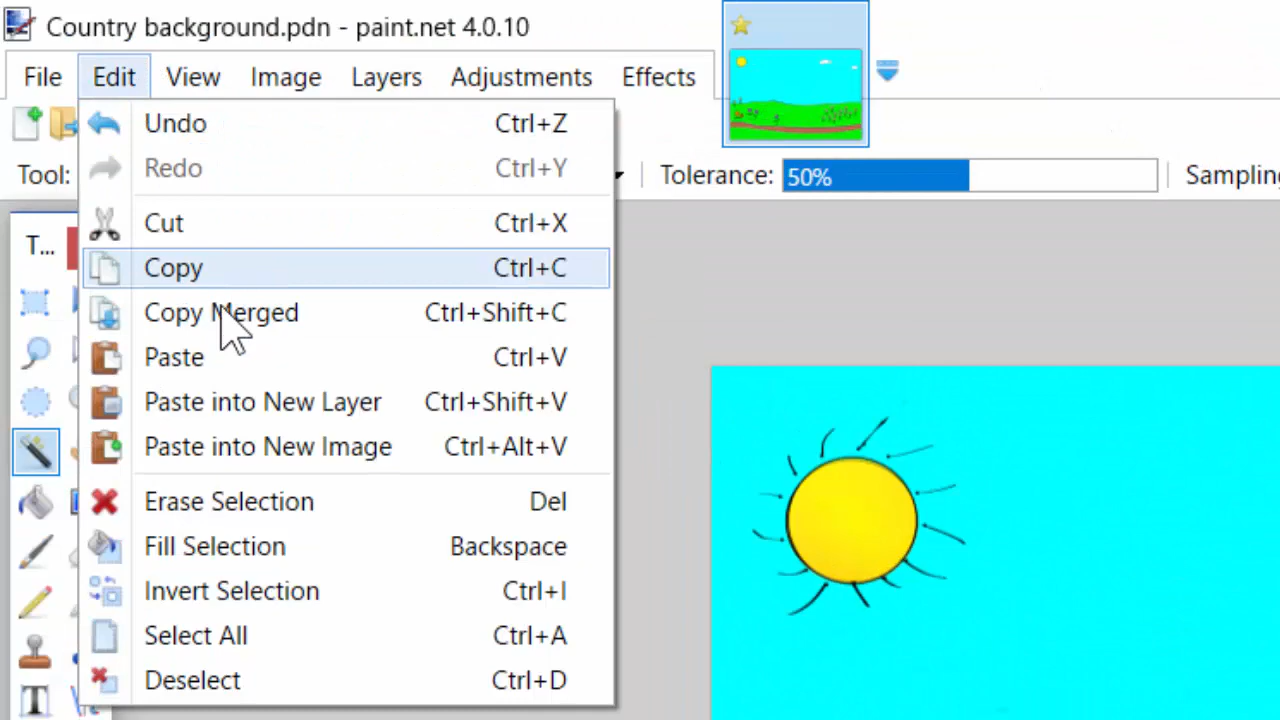 Country background.pdn - paint.net 4.0.10
File Edit View Image Layers Adjustments Effects
Tool: Tolerance: 50% Sampling
T...
Undo Ctrl+Z
Redo Ctrl+Y
Cut Ctrl+X
Copy Ctrl+C
Copy Merged Ctrl+Shift+C
Paste Ctrl+V
Paste into New Layer Ctrl+Shift+V
Paste into New Image Ctrl+Alt+V
Erase Selection Del
Fill Selection Backspace
Invert Selection Ctrl+I
Select All Ctrl+A
Deselect Ctrl+D